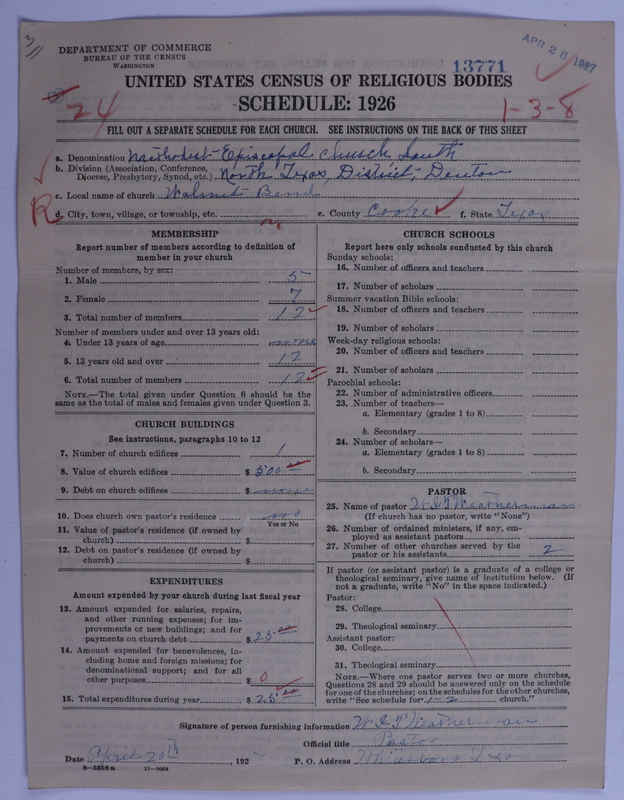 3
11
DEPARTMENT OF COMMERCE
BUREAU OF THE CENSUS
WASHINGTON
APR 26 1927
13771
UNITED STATES CENSUS OF RELIGIOUS BODIES
SCHEDULE: 1926
24
1-3-8
FILL OUT A SEPARATE SCHEDULE FOR EACH CHURCH. SEE INSTRUCTIONS ON THE BACK OF THIS SHEET
a. Denomination Methodist Episcopal Church South
b. Division (Association, Conference, Diocese, Presbytery, Synod, etc.) North Texas, District, Denton
c. Local name of church Walnut Bend
R
d. City, town, village, or township, etc. e. County Cooke f. State Texas
MEMBERSHIP
Report number of members according to definition of
member in your church
Number of members, by sex:
1. Male 5
2. Female 7
3. Total number of members 12
Number of members under and over 13 years old:
4. Under 13 years of age none
5. 13 years old and over 12
6. Total number of members 12
NOTE.—The total given under Question 6 should be
same as the total of males and females given under Question 3.
CHURCH BUILDINGS
See instructions, paragraphs 10 to 12
7. Number of church edifices 1
8. Value of church edifices $ 500
9. Debt on church edifices $ none
10. Does church own pastor's residence no
Yes or No
11. Value of pastor's residence (if owned by
church) $
12. Debt on pastor's residence (if owned by
church) $
EXPENDITURES
Amount expended by your church during last fiscal year
13. Amount expended for salaries, repairs,
and other running expenses; for im-
provements or new buildings; and for
payments on church debt $ 25.00
14. Amount expended for benevolences, in-
cluding home and foreign missions; for
denominational support; and for all
other purposes $ 0
15. Total expenditures during year $ 25.00
CHURCH SCHOOLS
Report here only schools conducted by this church
Sunday schools:
16. Number of officers and teachers
17. Number of scholars
Summer vacation Bible schools:
18. Number of officers and teachers
19. Number of scholars
Week-day religious schools:
20. Number of officers and teachers
21. Number of scholars
Parochial schools:
22. Number of administrative officers
23. Number of teachers—
a. Elementary (grades 1 to 8)
b. Secondary
24. Number of scholars—
a. Elementary (grades 1 to 8)
b. Secondary
PASTOR
25. Name of pastor W. I. T. Weatherman
(If church has no pastor, write "None")
26. Number of ordained ministers, if any, em-
ployed as assistant pastors
27. Number of other churches served by the
pastor or his assistants 2
If pastor (or assistant pastor) is a graduate of a college or
theological seminary, give name of institution below. (If
not a graduate, write "No" in the space indicated.)
Pastor:
28. College
29. Theological seminary
Assistant pastor:
30. College
31. Theological seminary
NOTE.—Where one pastor serves two or more churches,
Questions 28 and 29 should be answered only on the schedule
for one of the churches; on the schedules for the other churches,
write "See schedule for 1-2 church."
Signature of person furnishing information Weatherman
Official title Pastor
Date April 20th, 192 P. O. Address Whitesboro Texas
8-5518a 11-9024